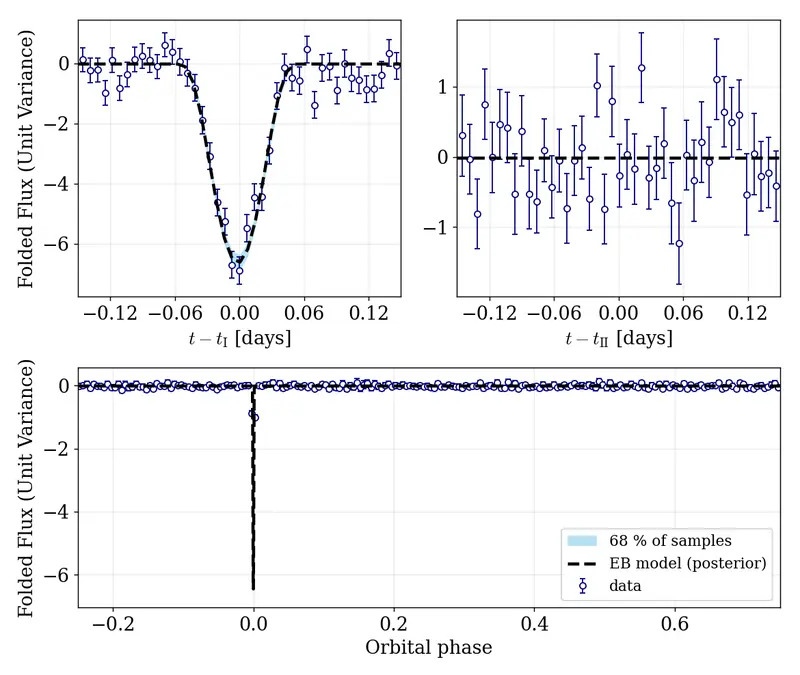 Folded Flux (Unit Variance)
0
−2
−4
−6
−0.12 −0.06 0.00 0.06 0.12
t − t_I [days]
1
0
−1
−0.12 −0.06 0.00 0.06 0.12
t − t_II [days]
Folded Flux (Unit Variance)
0
−2
−4
−6
68 % of samples
EB model (posterior)
data
−0.2 0.0 0.2 0.4 0.6
Orbital phase